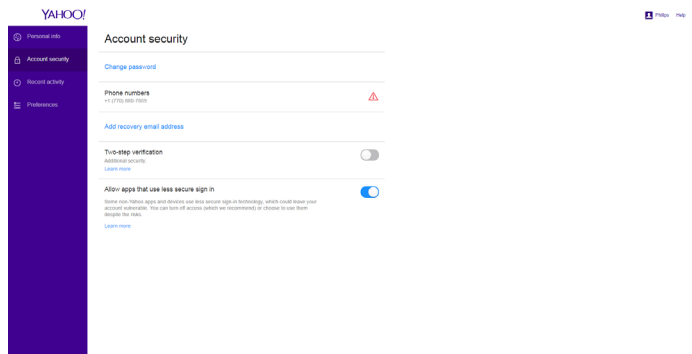 YAHOO!
Philips Help
Personal info
Account security
Recent activity
Preferences
Account security
Change password
Phone numbers
Add recovery email address
Two-step verification
Additional security.
Learn more
Allow apps that use less secure sign in
Some non-Yahoo apps and devices use less secure sign-in technology, which could leave your
account vulnerable. You can turn off access (which we recommend) or choose to use them
despite the risks.
Learn more